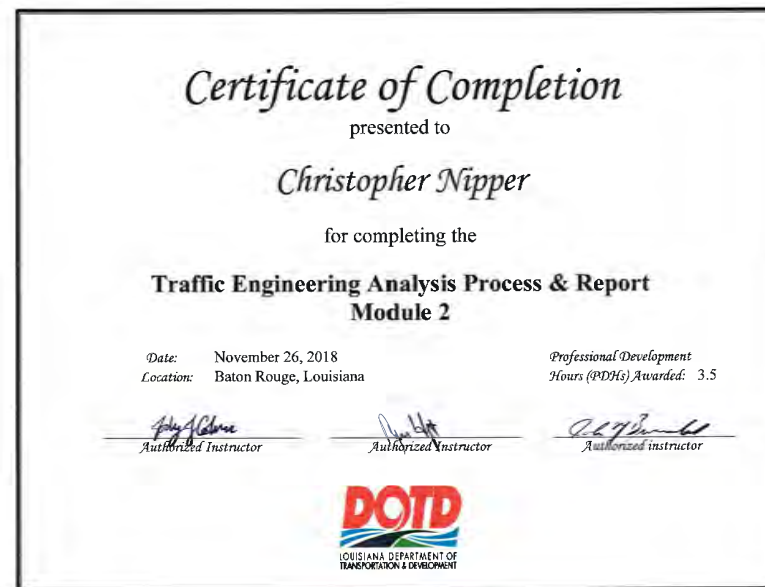 Certificate of Completion
presented to
Christopher Nipper
for completing the
Traffic Engineering Analysis Process & Report
Module 2
Date: November 26, 2018
Location: Baton Rouge, Louisiana
Professional Development
Hours (PDHs) Awarded: 3.5
Authorized Instructor
Authorized Instructor
Authorized instructor
DOTD
LOUISIANA DEPARTMENT OF
TRANSPORTATION & DEVELOPMENT